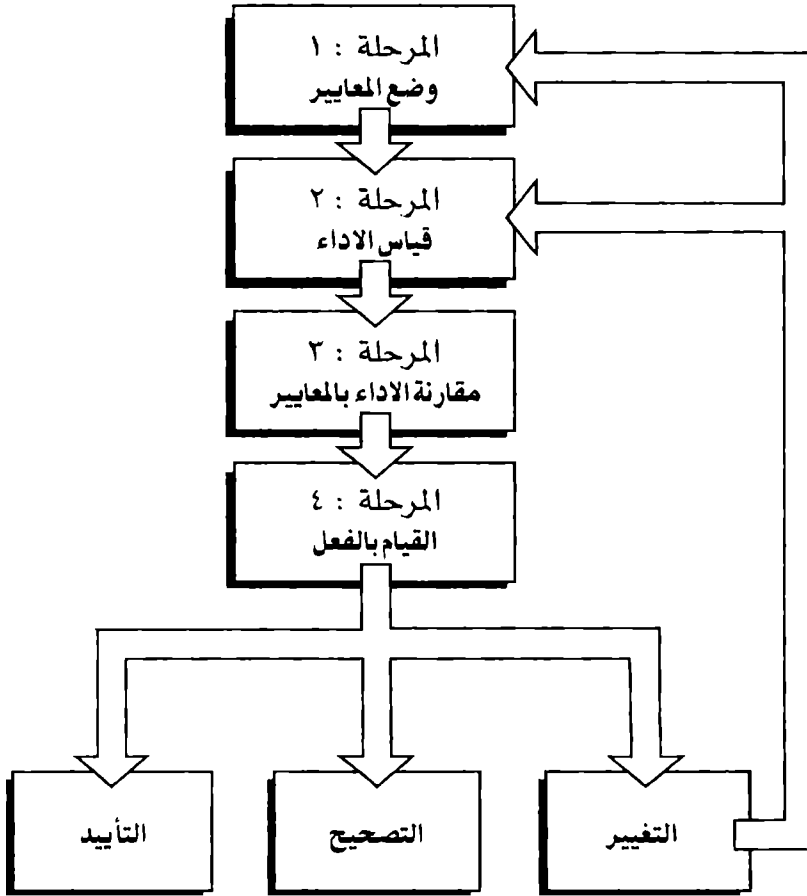 المرحلة : ١
وضع المعايير
المرحلة : ٢
قياس الاداء
المرحلة : ٣
مقارنة الاداء بالمعايير
المرحلة : ٤
القيام بالفعل
التغيير
التصحيح
التأييد